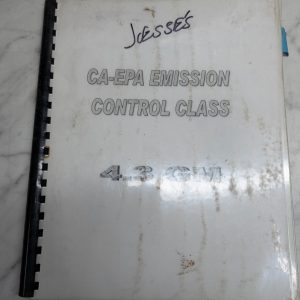 JESSE'S
CA-EPA EMISSION
CONTROL CLASS
4.3 GM